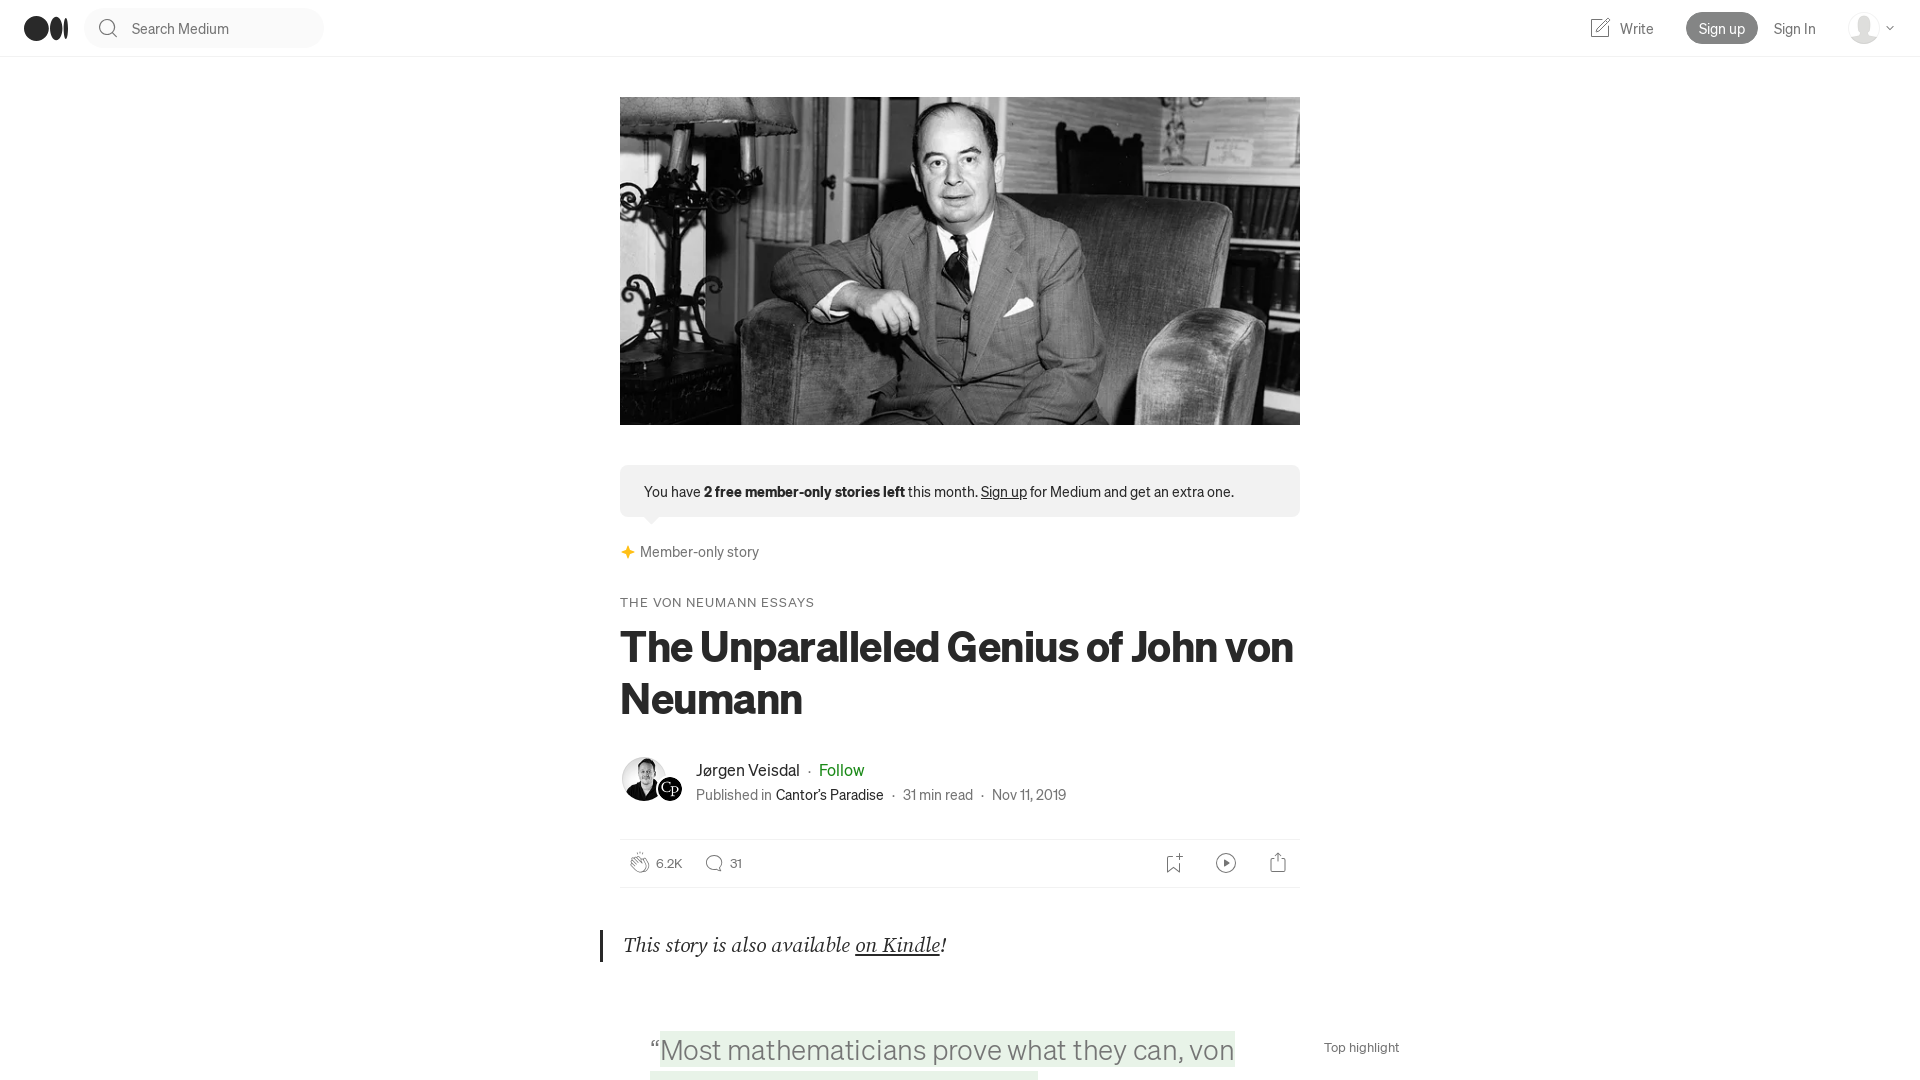 Search Medium
Write
Sign up
Sign In
You have 2 free member-only stories left this month. Sign up for Medium and get an extra one.
Member-only story
THE VON NEUMANN ESSAYS
The Unparalleled Genius of John von
Neumann
Jørgen Veisdal · Follow
CP
Published in Cantor’s Paradise · 31 min read · Nov 11, 2019
6.2K
31
This story is also available on Kindle!
“Most mathematicians prove what they can, von
Top highlight